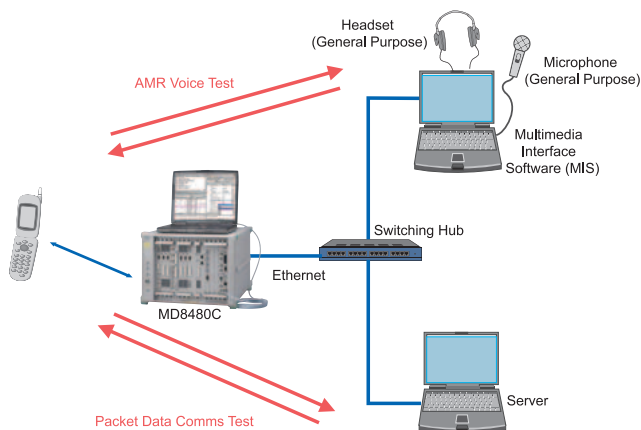 Headset
(General Purpose)
Microphone
(General Purpose)
AMR Voice Test
Multimedia
Interface
Software (MIS)
Switching Hub
Ethernet
MD8480C
Server
Packet Data Comms Test